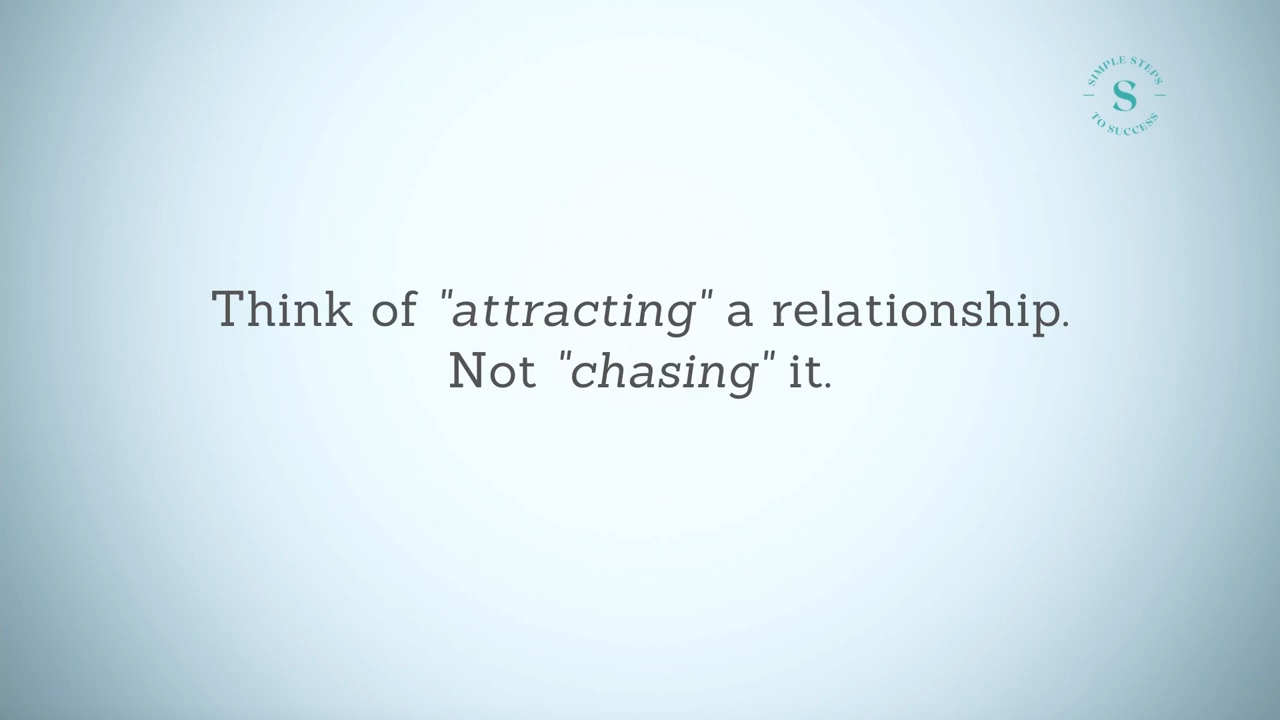 SIMPLE STEPS
S
TO SUCCESS
Think of "attracting" a relationship.
Not "chasing" it.